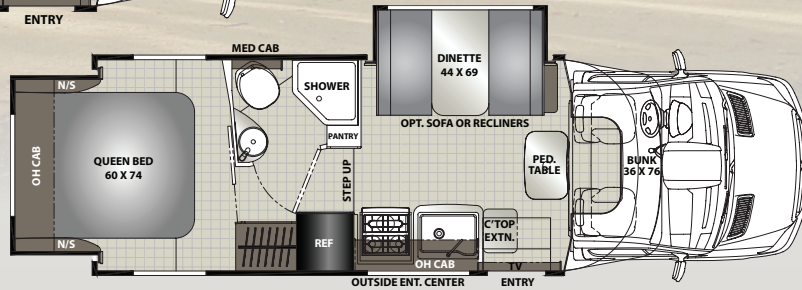 ENTRY
MED CAB
N/S
OH CAB
QUEEN BED
60 X 74
N/S
SHOWER
PANTRY
STEP UP
REF
DINETTE
44 X 69
OPT. SOFA OR RECLINERS
PED.
TABLE
BUNK
36 X 76
C'TOP
EXTN.
OH CAB
TV
OUTSIDE ENT. CENTER
ENTRY